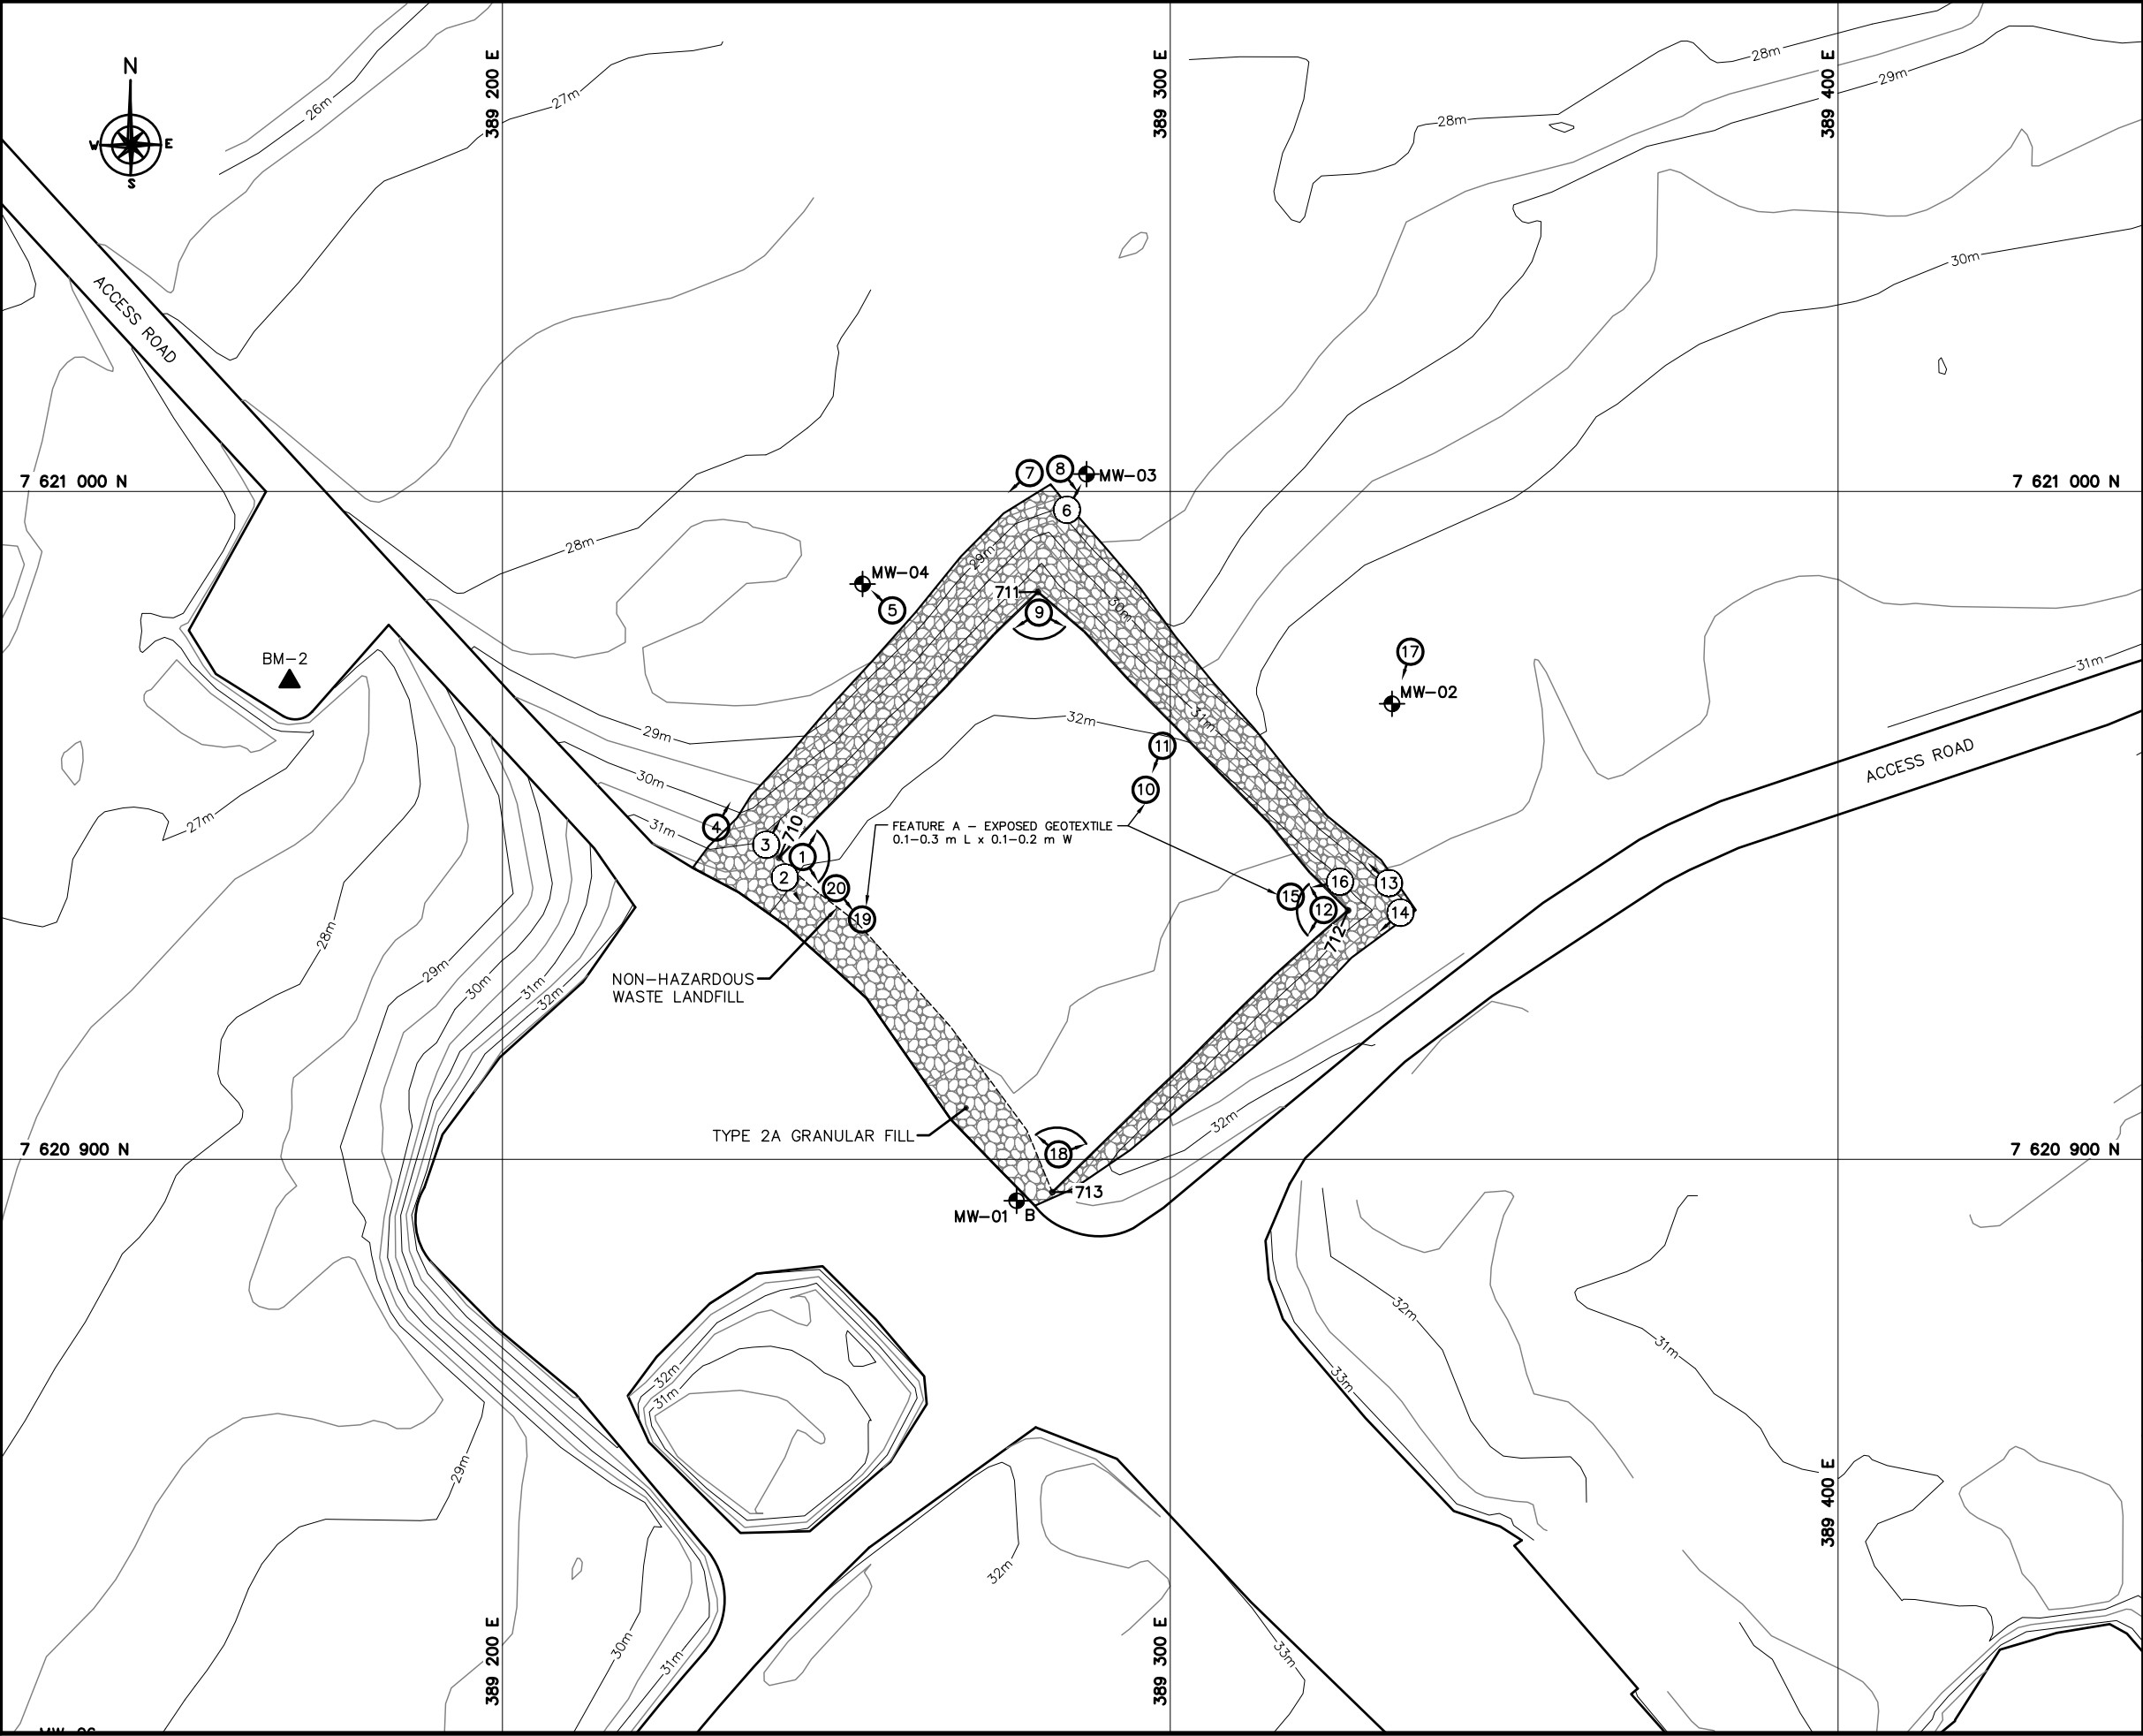 N
W
E
S
389 200 E
389 300 E
389 400 E
28m
29m
26m
27m
28m
30m
ACCESS ROAD
7
8
MW-03
7 621 000 N
7 621 000 N
6
28m
29m
MW-04
711
5
9
30m
BM-2
17
31m
MW-02
32m
31m
29m
11
ACCESS ROAD
30m
10
27m
31m
4
710
FEATURE A - EXPOSED GEOTEXTILE
0.1-0.3 m L x 0.1-0.2 m W
3
1
2
16
13
20
15
12
14
19
712
28m
29m
30m
31m
32m
NON-HAZARDOUS
WASTE LANDFILL
32m
TYPE 2A GRANULAR FILL
7 620 900 N
18
7 620 900 N
713
MW-01
B
32m
31m
33m
32m
31m
29m
389 400 E
32m
30m
31m
33m
389 200 E
389 300 E